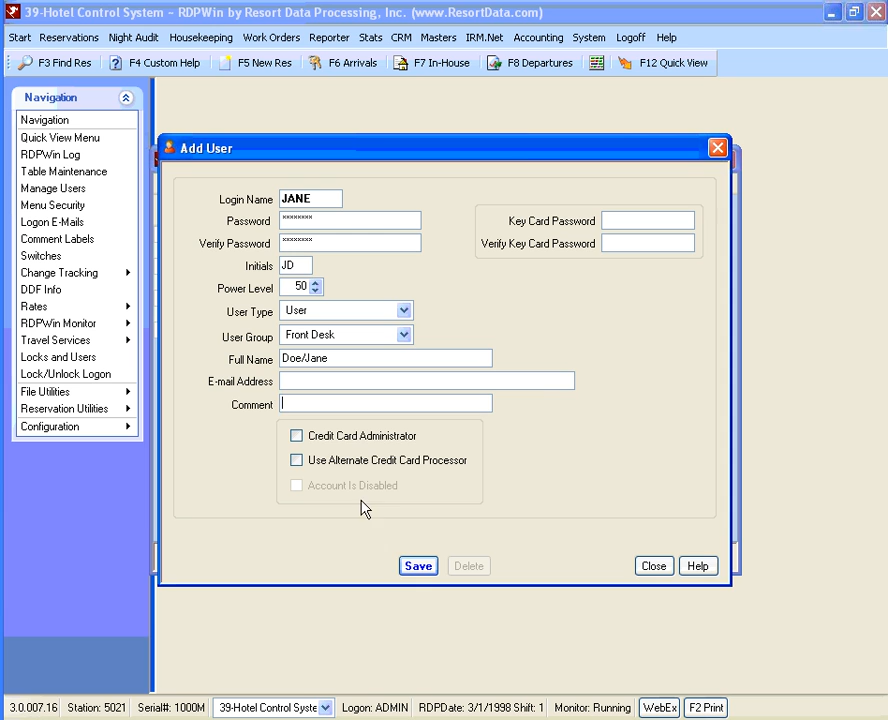 39-Hotel Control System – RDPWin by Resort Data Processing, Inc. (www.ResortData.com)
Start Reservations Night Audit Housekeeping Work Orders Reporter Stats CRM Masters IRM.Net Accounting System Logoff Help
F3 Find Res F4 Custom Help F5 New Res F6 Arrivals F7 In-House F8 Departures F12 Quick View
Navigation
Navigation
Quick View Menu
RDPWin Log
Table Maintenance
Manage Users
Menu Security
Logon E-Mails
Comment Labels
Switches
Change Tracking
DDF Info
Rates
RDPWin Monitor
Travel Services
Locks and Users
Lock/Unlock Logon
File Utilities
Reservation Utilities
Configuration
Add User
Login Name JANE
Password ********
Key Card Password
Verify Password ********
Verify Key Card Password
Initials JD
Power Level 50
User Type User
User Group Front Desk
Full Name Doe/Jane
E-mail Address
Comment
Credit Card Administrator
Use Alternate Credit Card Processor
Account Is Disabled
Save Delete Close Help
3.0.007.16 Station: 5021 Serial#: 1000M 39-Hotel Control Syste Logon: ADMIN RDPDate: 3/1/1998 Shift: 1 Monitor: Running WebEx F2 Print